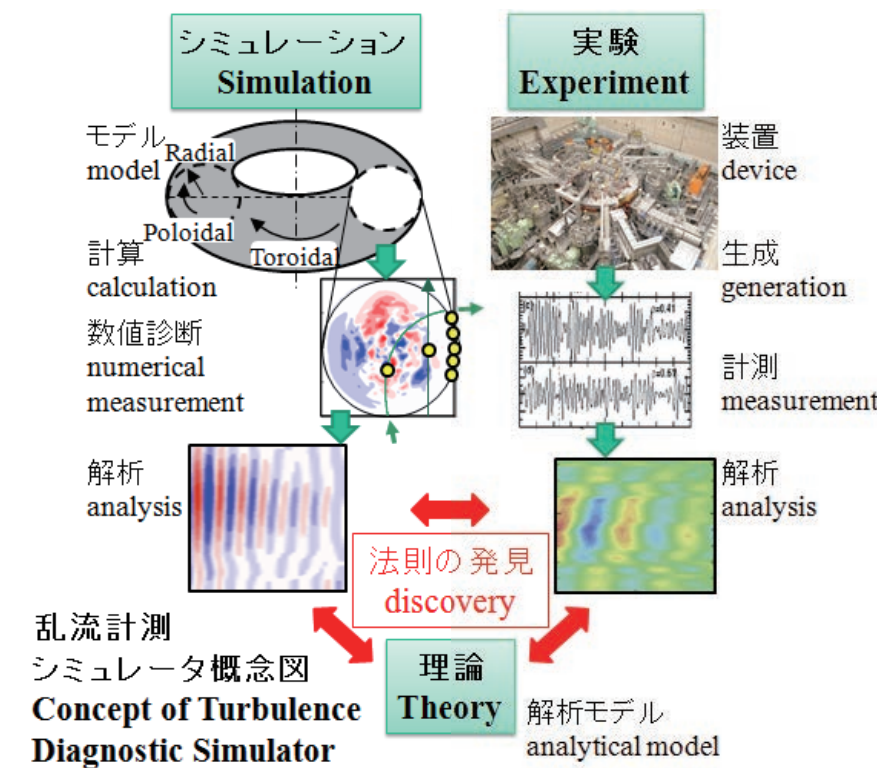 シミュレーション
Simulation
実験
Experiment
モデル
model
Radial
Poloidal
Toroidal
計算
calculation
数値診断
numerical
measurement
解析
analysis
装置
device
生成
generation
計測
measurement
解析
analysis
法則の発見
discovery
乱流計測
シミュレータ概念図
Concept of Turbulence
Diagnostic Simulator
理論
Theory
解析モデル
analytical model